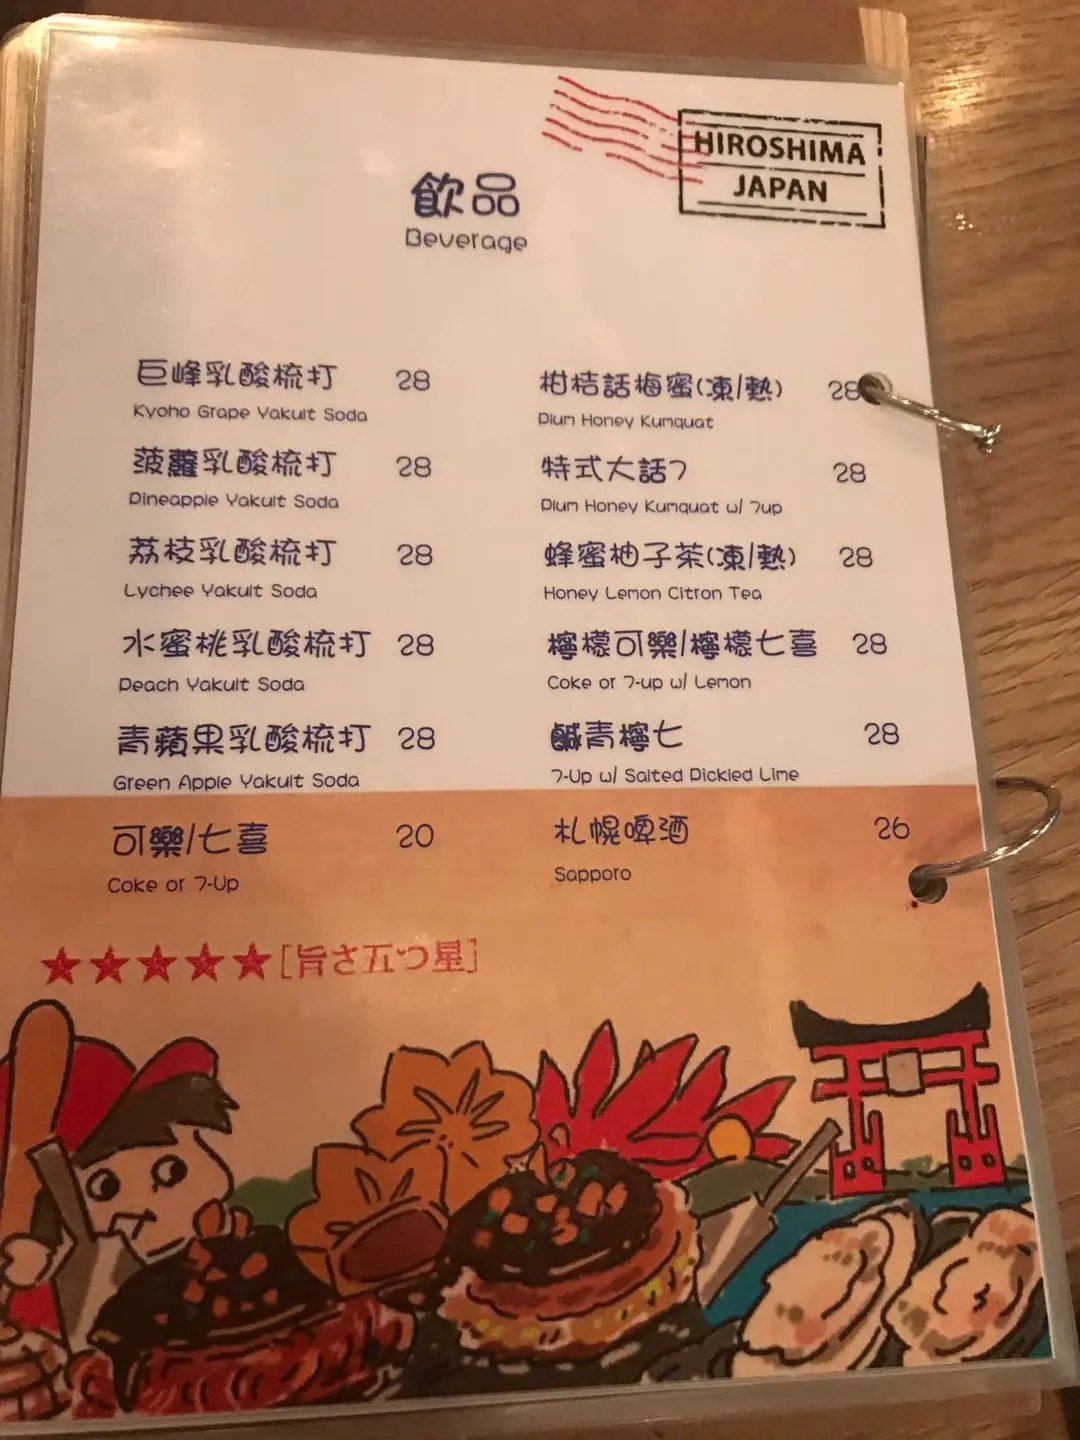 HIROSHIMA
JAPAN
飲品
Beverage
巨峰乳酸梳打 28
Kyoho Grape Yakult Soda
菠蘿乳酸梳打 28
Pineapple Yakult Soda
荔枝乳酸梳打 28
Lychee Yakult Soda
水蜜桃乳酸梳打 28
Peach Yakult Soda
青蘋果乳酸梳打 28
Green Apple Yakult Soda
可樂/七喜 20
Coke or 7-Up
柑桔話梅蜜(凍/熱) 28
Plum Honey Kumquat
特式大話7 28
Plum Honey Kumquat w/ 7up
蜂蜜柚子茶(凍/熱) 28
Honey Lemon Citron Tea
檸檬可樂/檸檬七喜 28
Coke or 7-up w/ Lemon
鹹青檸七 28
7-Up w/ Salted Pickled Lime
札幌啤酒 26
Sapporo
★★★★★[旨さ五つ星]